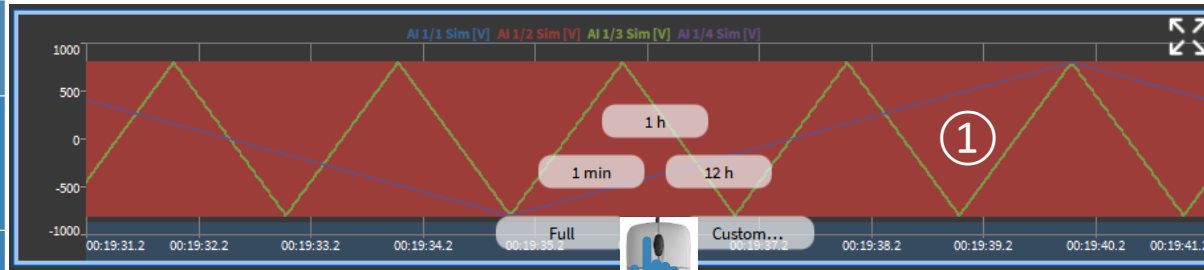 AI 1/1 Sim [V] AI 1/2 Sim [V] AI 1/3 Sim [V] AI 1/4 Sim [V]
1000
500
0
-500
-1000
1 h
①
1 min 12 h
Full Custom...
00:19:31.2 00:19:32.2 00:19:33.2 00:19:34.2 00:19:35.2 00:19:37.2 00:19:38.2 00:19:39.2 00:19:40.2 00:19:41.2